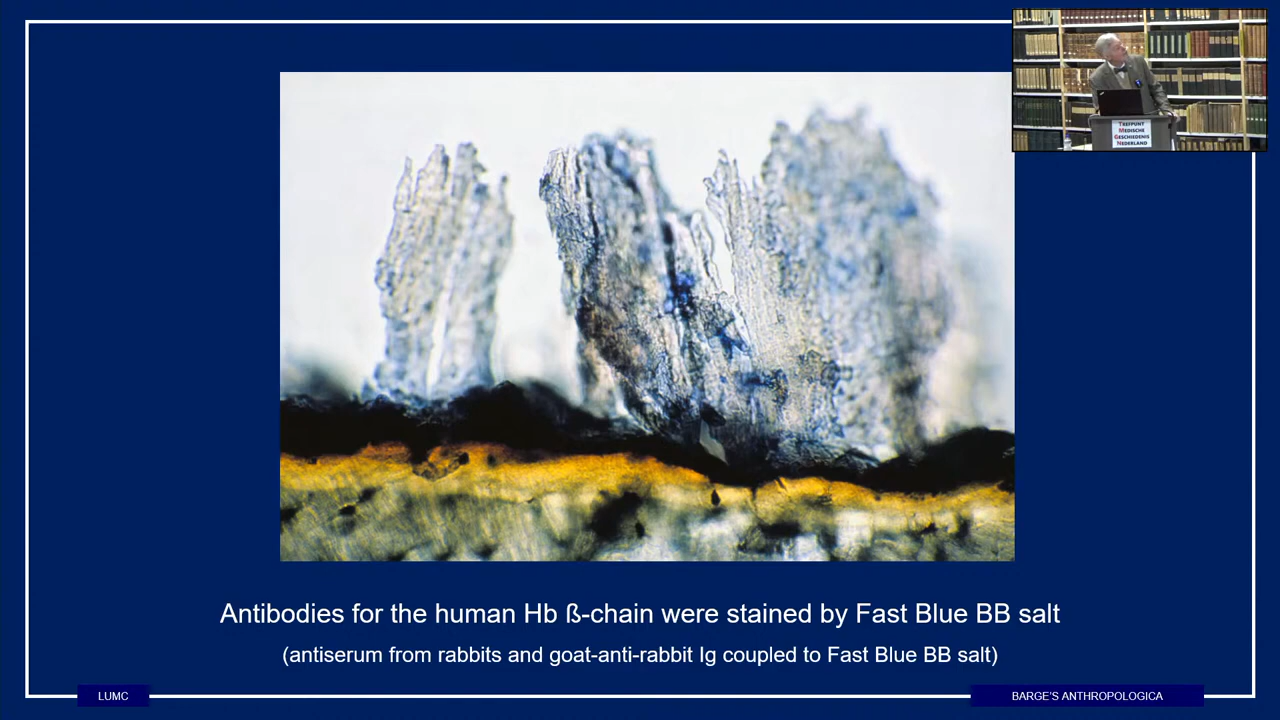 TREFPUNT
MEDISCHE
GESCHIEDENIS
NEDERLAND
Antibodies for the human Hb ß-chain were stained by Fast Blue BB salt
(antiserum from rabbits and goat-anti-rabbit Ig coupled to Fast Blue BB salt)
LUMC
BARGE'S ANTHROPOLOGICA